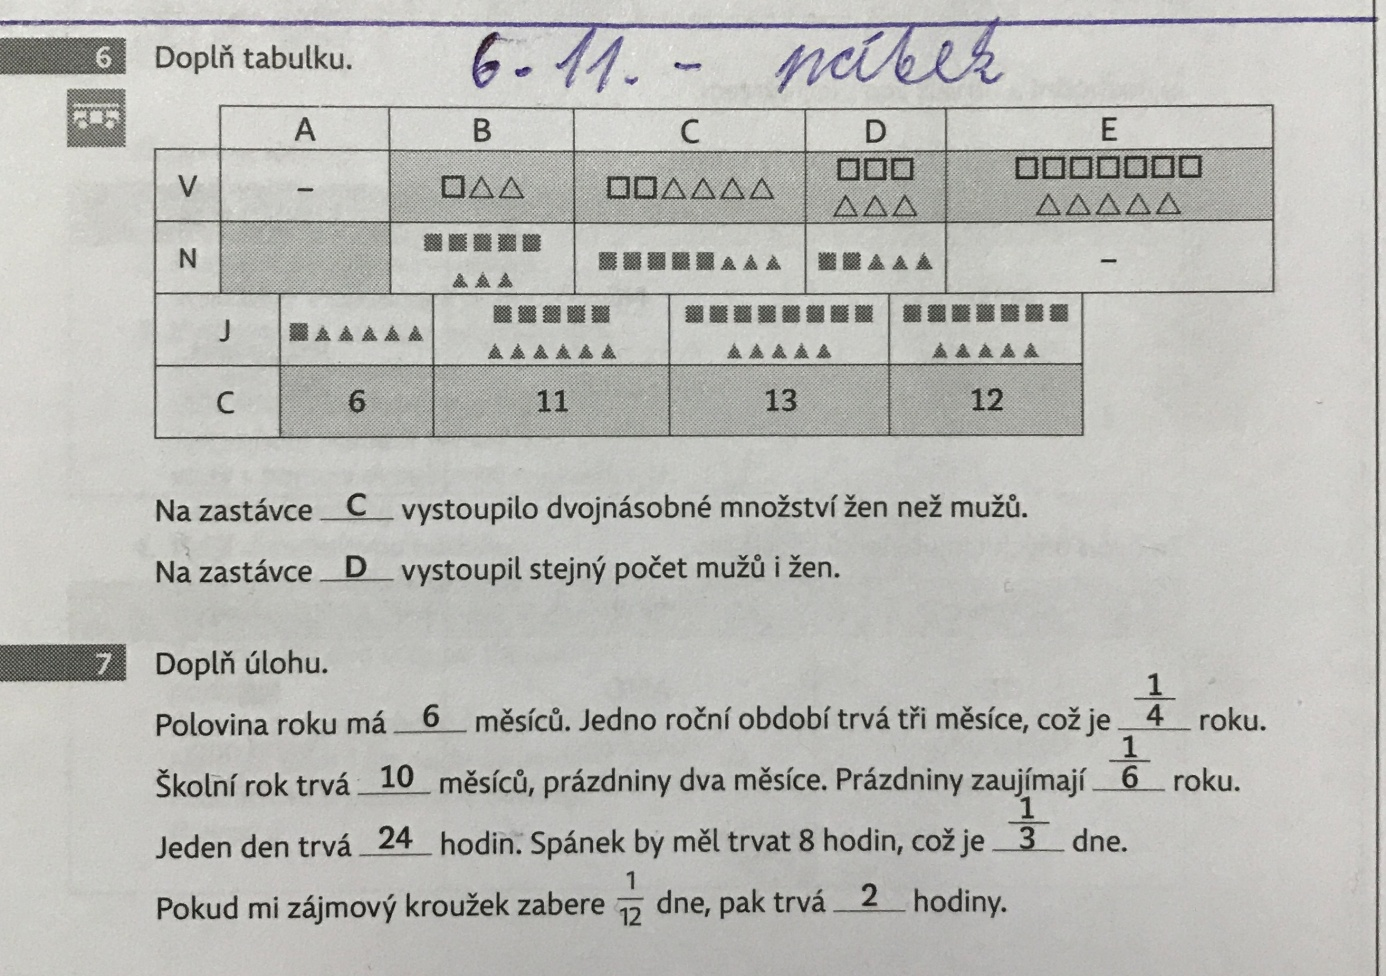 6 Doplň tabulku. 6. 11. - pátek
A B C D E
V – □△△ □□△△△△ □□□ △△△ □□□□□□□ △△△△△
N ■■■■■ ▲▲▲ ■■■■■▲▲▲ ■■▲▲▲ –
J ■▲▲▲▲▲ ■■■■■ ▲▲▲▲▲▲ ■■■■■■■■ ▲▲▲▲▲ ■■■■■■■ ▲▲▲▲▲
C 6 11 13 12
Na zastávce C vystoupilo dvojnásobné množství žen než mužů.
Na zastávce D vystoupil stejný počet mužů i žen.
7 Doplň úlohu.
Polovina roku má 6 měsíců. Jedno roční období trvá tři měsíce, což je 1/4 roku.
Školní rok trvá 10 měsíců, prázdniny dva měsíce. Prázdniny zaujímají 1/6 roku.
Jeden den trvá 24 hodin. Spánek by měl trvat 8 hodin, což je 1/3 dne.
Pokud mi zájmový kroužek zabere 1/12 dne, pak trvá 2 hodiny.